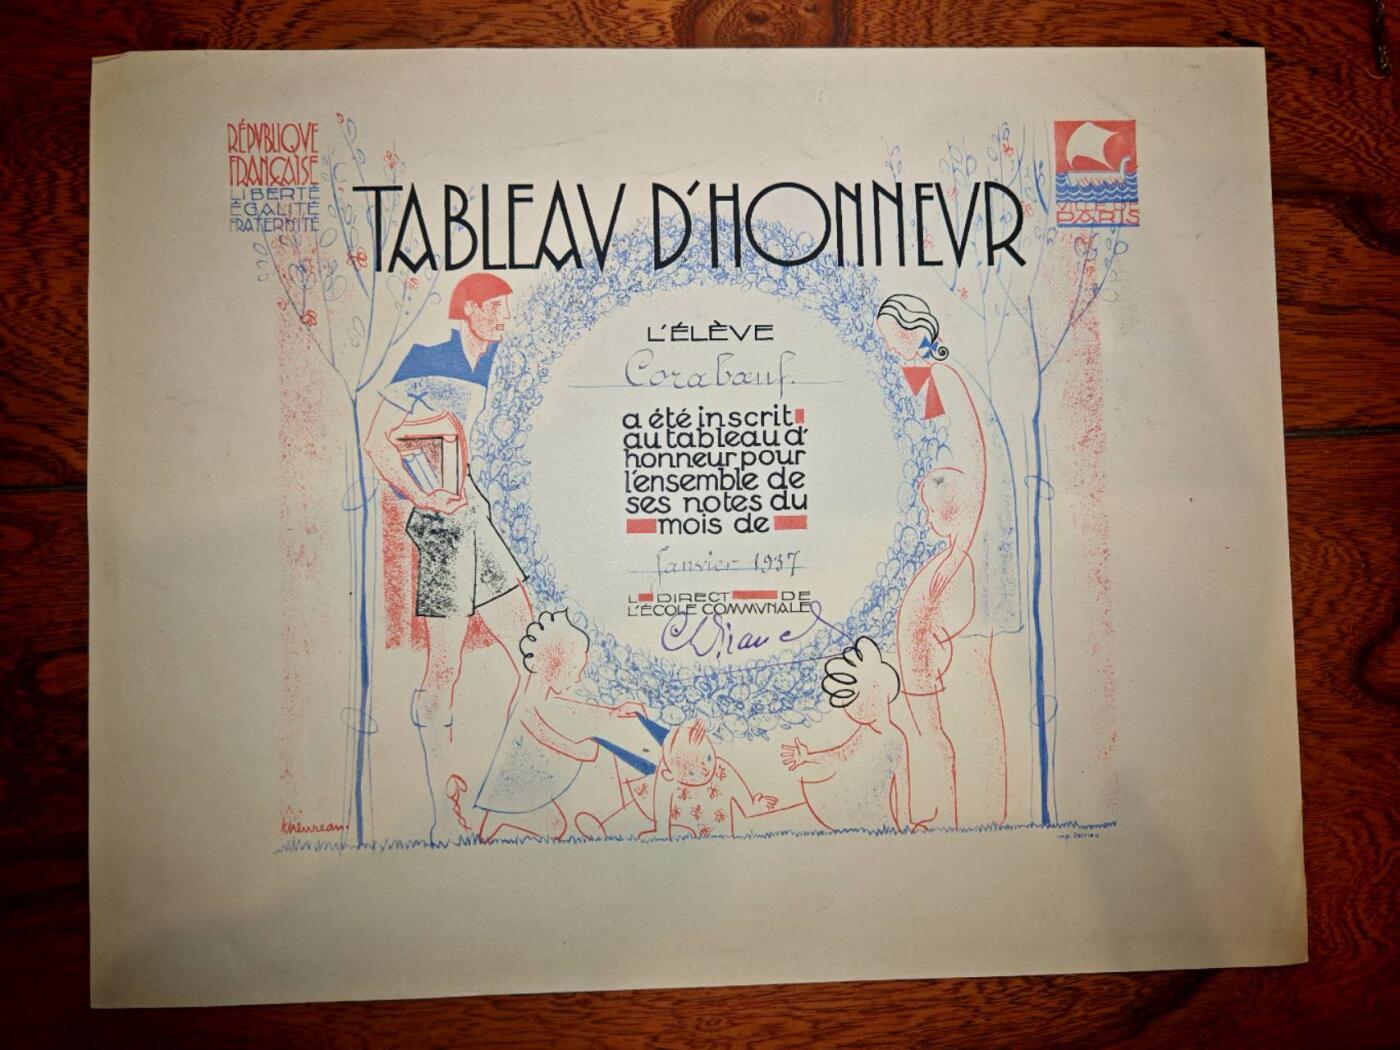 RÉPVBLIQVE
FRANÇAISE
LIBERTÉ
ÉGALITÉ
FRATERNITÉ
VILLE DE
PARIS
TABLEAV D'HONNEVR
L'ÉLÈVE
Corabœuf.
a été inscrit
au tableau d'
honneur pour
l'ensemble de
ses notes du
mois de
Janvier 1937
L DIRECT DE
L'ÉCOLE COMMVNALE